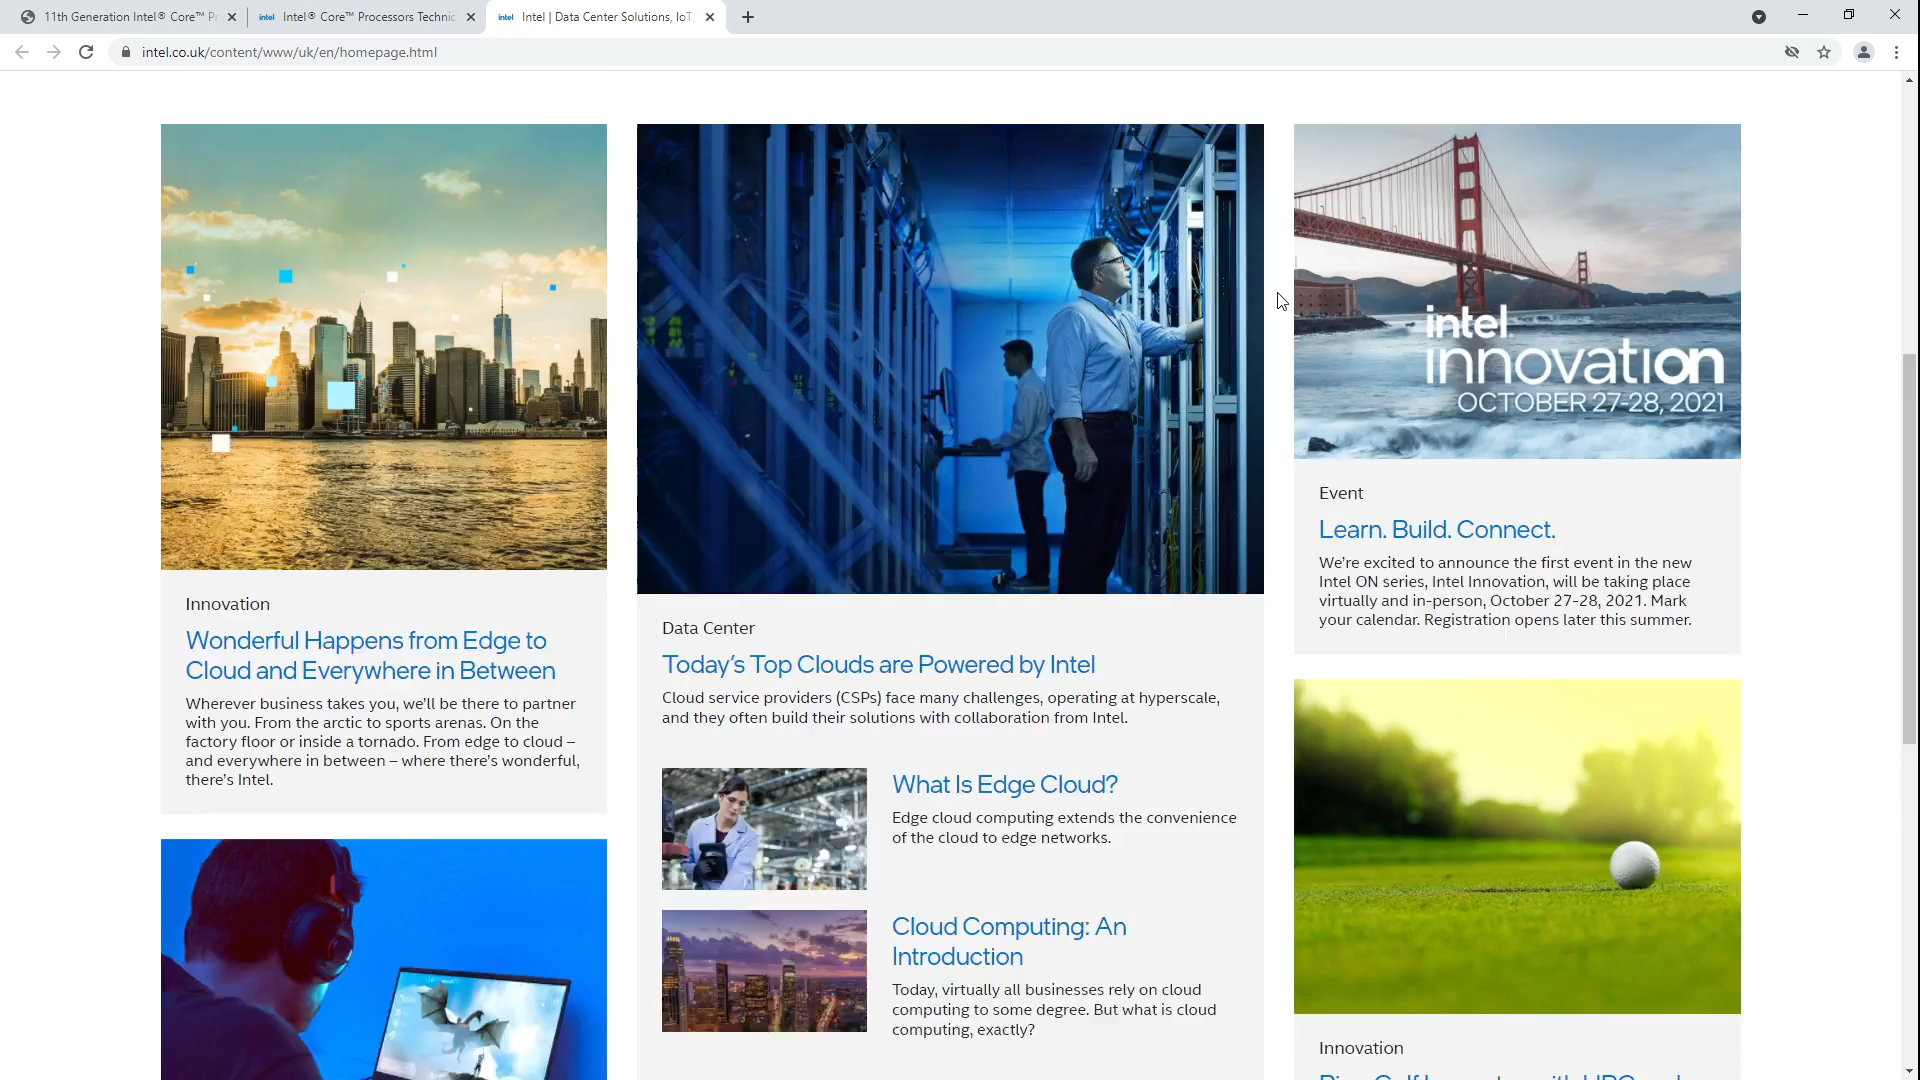 11th Generation Intel® Core™ P
intel Intel® Core™ Processors Technic
intel Intel | Data Center Solutions, IoT,
intel.co.uk/content/www/uk/en/homepage.html
Innovation
Wonderful Happens from Edge to
Cloud and Everywhere in Between
Wherever business takes you, we'll be there to partner
with you. From the arctic to sports arenas. On the
factory floor or inside a tornado. From edge to cloud –
and everywhere in between – where there's wonderful,
there's Intel.
Data Center
Today's Top Clouds are Powered by Intel
Cloud service providers (CSPs) face many challenges, operating at hyperscale,
and they often build their solutions with collaboration from Intel.
What Is Edge Cloud?
Edge cloud computing extends the convenience
of the cloud to edge networks.
Cloud Computing: An
Introduction
Today, virtually all businesses rely on cloud
computing to some degree. But what is cloud
computing, exactly?
intel
innovation
OCTOBER 27-28, 2021
Event
Learn. Build. Connect.
We're excited to announce the first event in the new
Intel ON series, Intel Innovation, will be taking place
virtually and in-person, October 27-28, 2021. Mark
your calendar. Registration opens later this summer.
Innovation